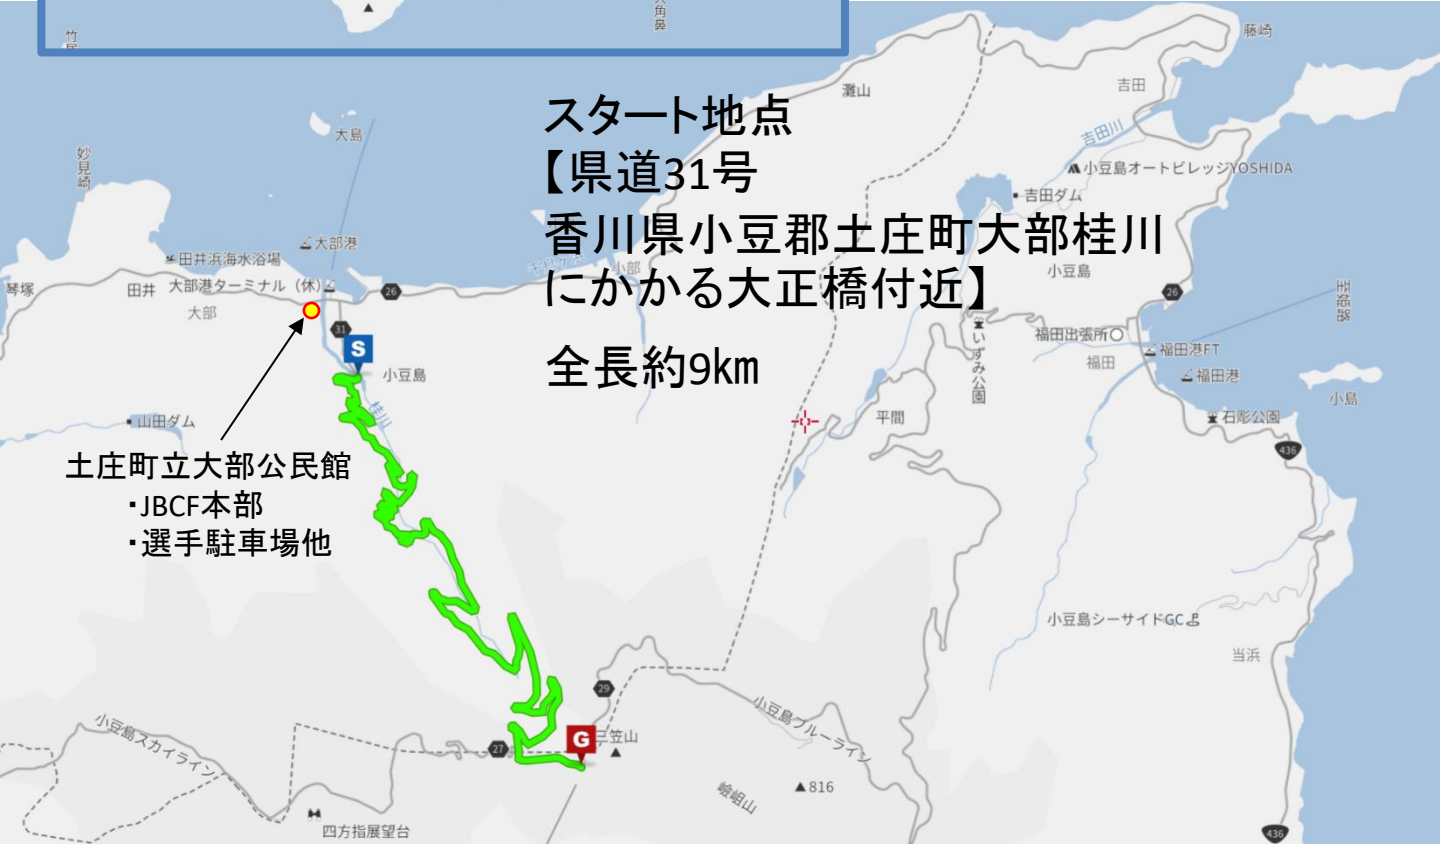 藤崎
灘山
吉田
スタート地点
【県道31号
香川県小豆郡土庄町大部桂川
にかかる大正橋付近】
全長約9km
大島
妙見崎
吉田川
小豆島オートビレッジYOSHIDA
吉田ダム
大部港
田井浜海水浴場
小部
小豆島
琴塚
田井
大部港ターミナル（休）
26
26
大部
31
S
福田出張所
福田港FT
福田
福田港
いずみ公園
小豆島
小島
桂川
山田ダム
平間
石彫公園
436
土庄町立大部公民館
・JBCF本部
・選手駐車場他
小豆島シーサイドGC
当浜
29
小豆島ブルーライン
小豆島スカイライン
27
G
三笠山
816
嶮岨山
四方指展望台
436